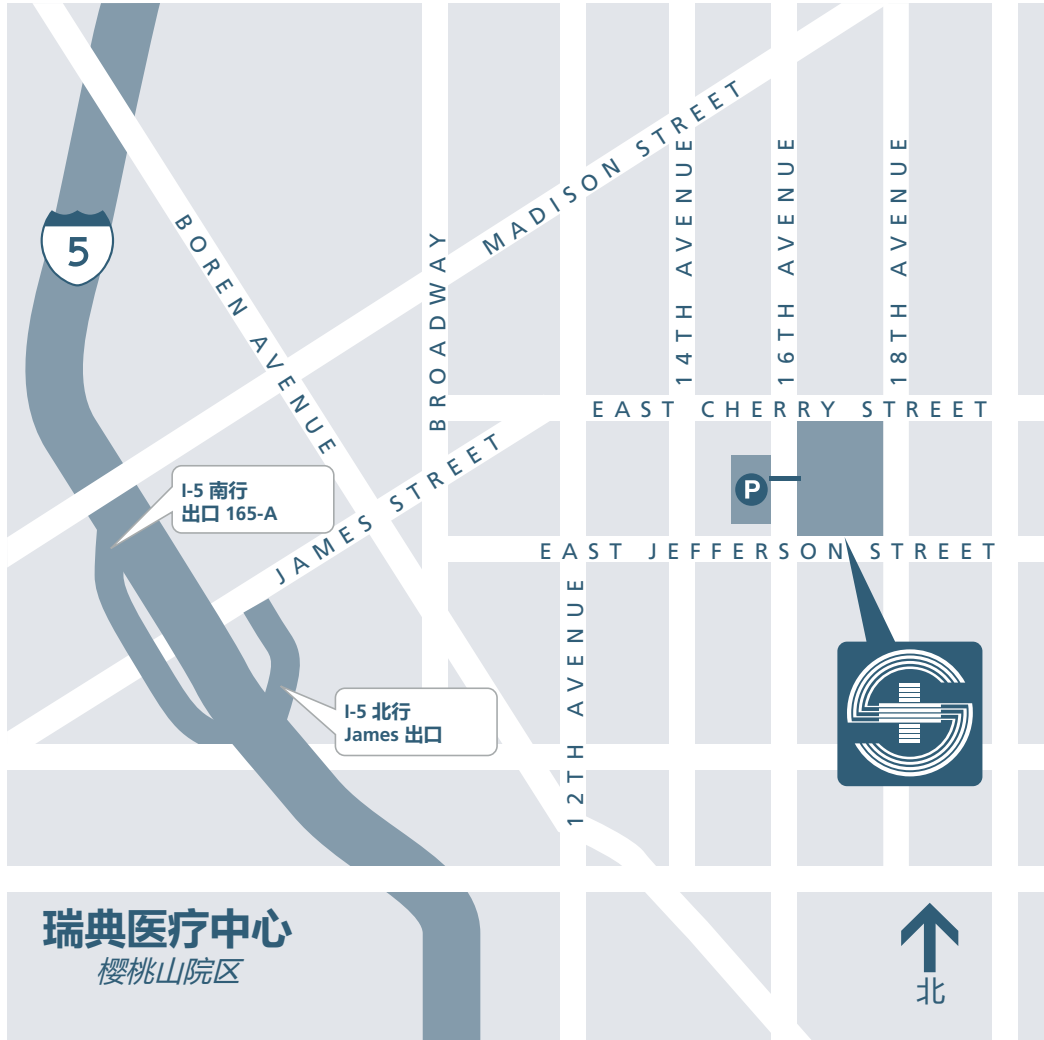 5
BOREN AVENUE
BROADWAY
MADISON STREET
14TH AVENUE
16TH AVENUE
18TH AVENUE
EAST CHERRY STREET
I-5 南行
出口 165-A
JAMES STREET
P
EAST JEFFERSON STREET
12TH AVENUE
I-5 北行
James 出口
瑞典医疗中心
樱桃山院区
北